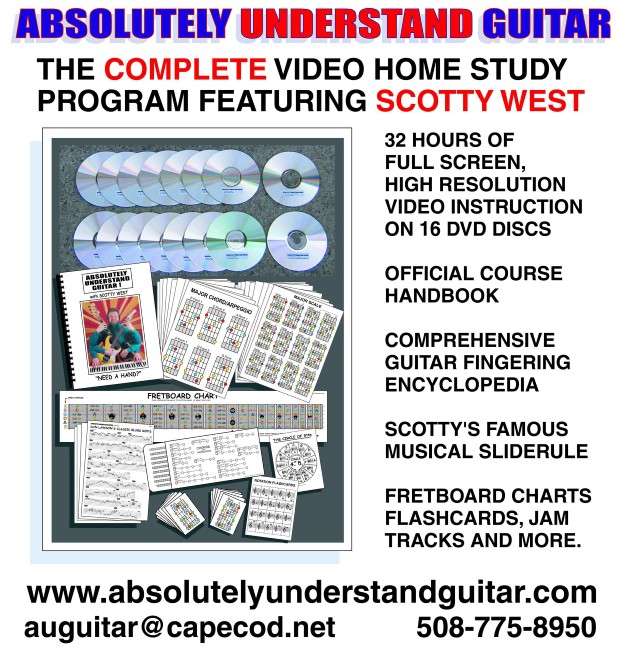 ABSOLUTELY UNDERSTAND GUITAR
THE COMPLETE VIDEO HOME STUDY
PROGRAM FEATURING SCOTTY WEST
32 HOURS OF
FULL SCREEN,
HIGH RESOLUTION
VIDEO INSTRUCTION
ON 16 DVD DISCS
OFFICIAL COURSE
HANDBOOK
COMPREHENSIVE
GUITAR FINGERING
ENCYCLOPEDIA
SCOTTY'S FAMOUS
MUSICAL SLIDERULE
FRETBOARD CHARTS
FLASHCARDS, JAM
TRACKS AND MORE.
ABSOLUTELY
UNDERSTAND
GUITAR !
with SCOTTY WEST
"NEED A HAND?"
MAJOR CHORD/ARPEGGIO
MAJOR SCALE
FRETBOARD CHART
THE CIRCLE OF 5THS
NOTATION FLASHCARDS
www.absolutelyunderstandguitar.com
auguitar@capecod.net
508-775-8950